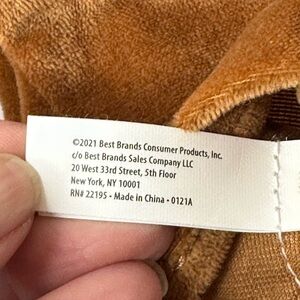 ©2021 Best Brands Consumer Products, Inc.
c/o Best Brands Sales Company LLC
20 West 33rd Street, 5th Floor
New York, NY 10001
RN# 22195 • Made in China • 0121A